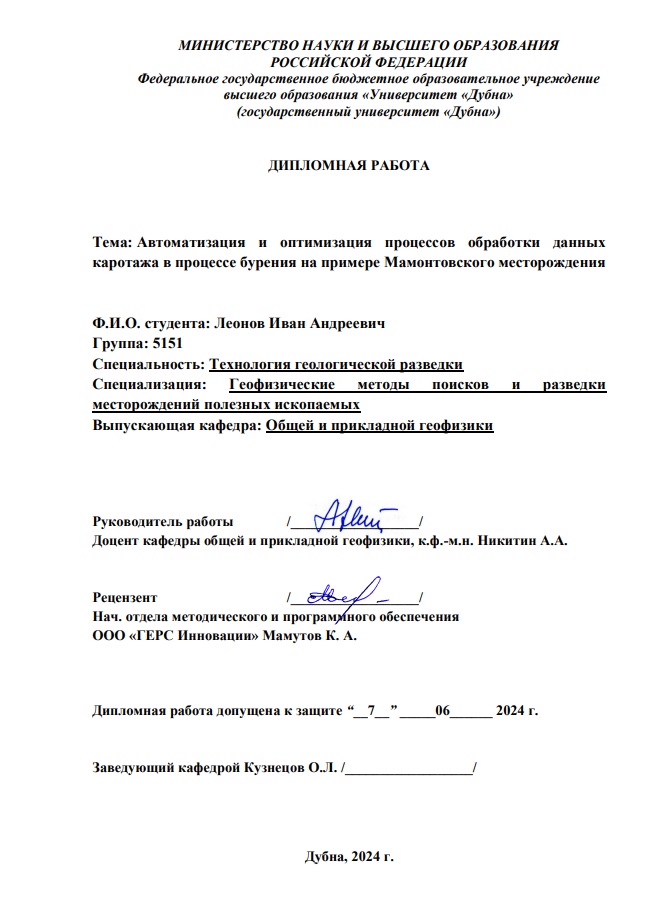 МИНИСТЕРСТВО НАУКИ И ВЫСШЕГО ОБРАЗОВАНИЯ
РОССИЙСКОЙ ФЕДЕРАЦИИ
Федеральное государственное бюджетное образовательное учреждение
высшего образования «Университет «Дубна»
(государственный университет «Дубна»)
ДИПЛОМНАЯ РАБОТА
Тема: Автоматизация и оптимизация процессов обработки данных
каротажа в процессе бурения на примере Мамонтовского месторождения
Ф.И.О. студента: Леонов Иван Андреевич
Группа: 5151
Специальность: Технология геологической разведки
Специализация: Геофизические методы поисков и разведки
месторождений полезных ископаемых
Выпускающая кафедра: Общей и прикладной геофизики
Руководитель работы /__________________/
Доцент кафедры общей и прикладной геофизики, к.ф.-м.н. Никитин А.А.
Рецензент /__________________/
Нач. отдела методического и программного обеспечения
ООО «ГЕРС Инновации» Мамутов К. А.
Дипломная работа допущена к защите “__7__” _____06______ 2024 г.
Заведующий кафедрой Кузнецов О.Л. /__________________/
Дубна, 2024 г.